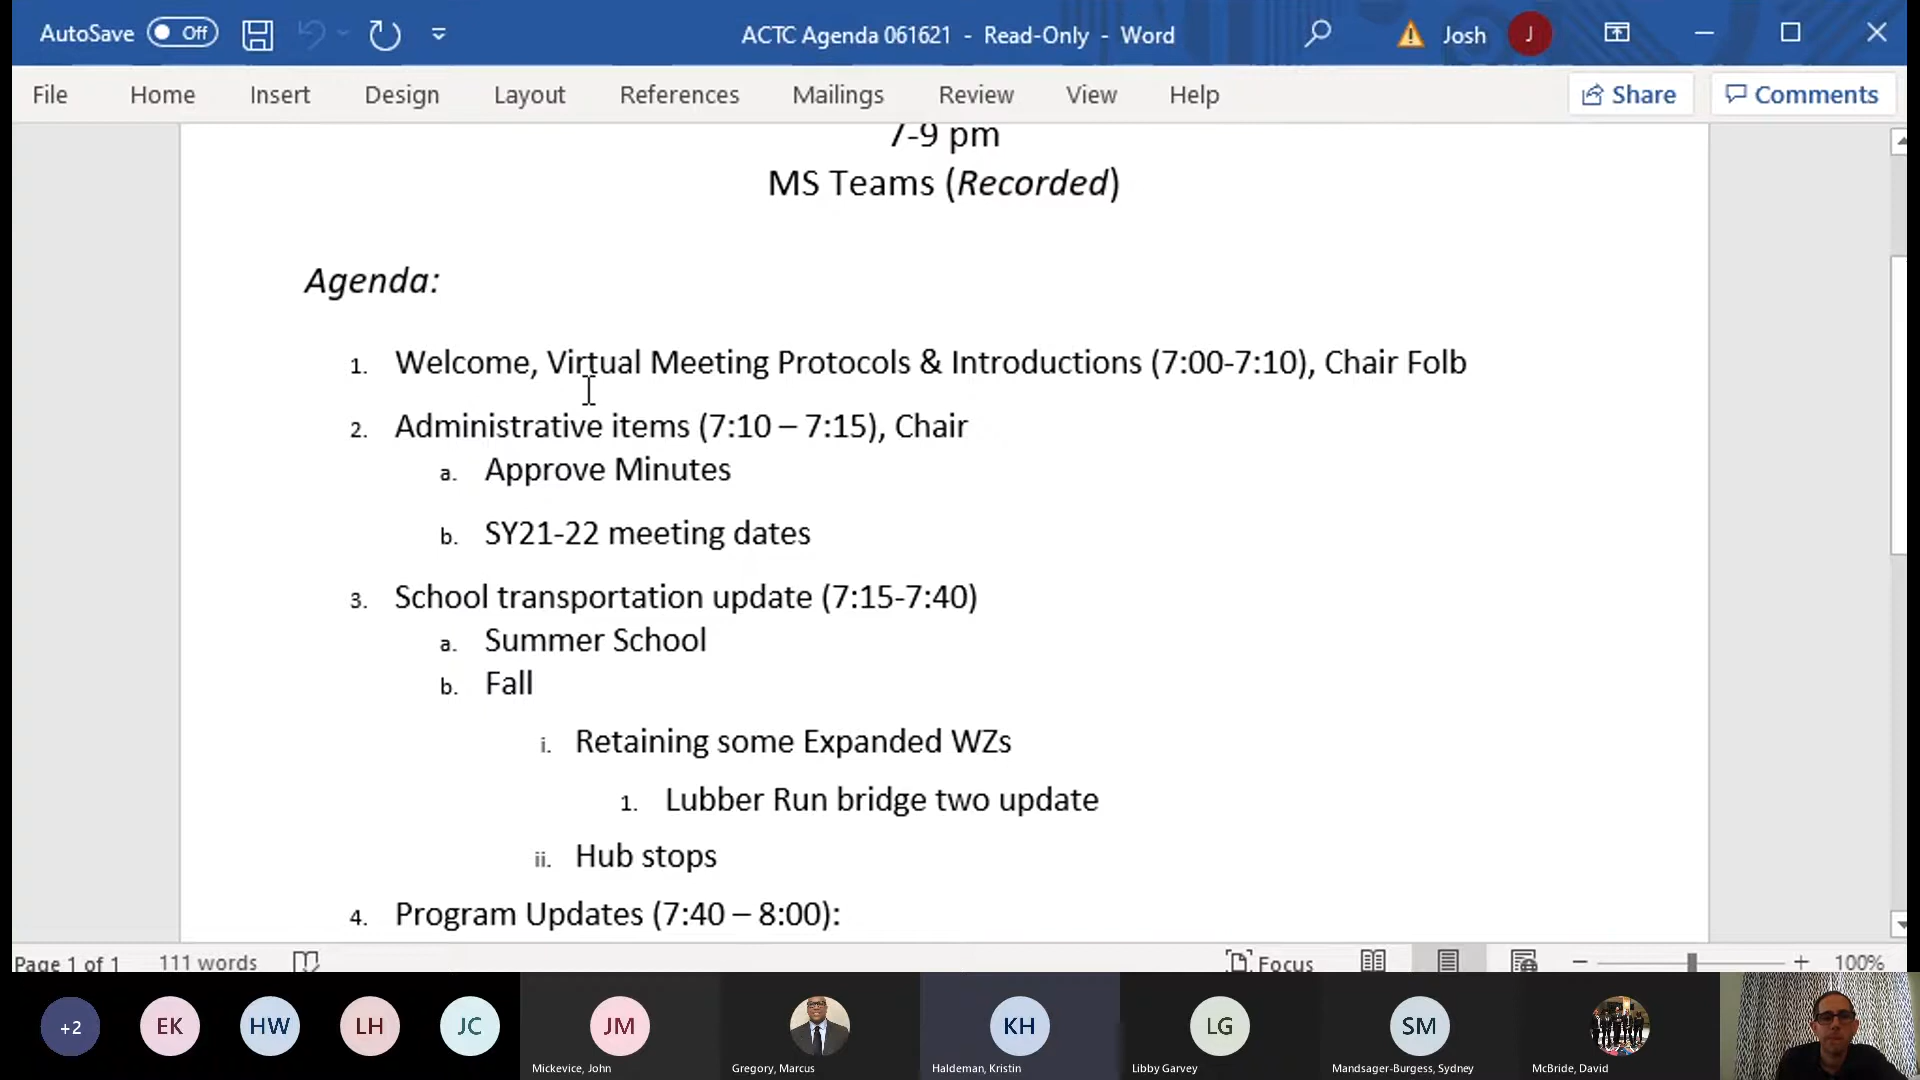 AutoSave Off ACTC Agenda 061621 - Read-Only - Word Josh J
File Home Insert Design Layout References Mailings Review View Help Share Comments
7-9 pm
MS Teams (Recorded)
Agenda:
1. Welcome, Virtual Meeting Protocols & Introductions (7:00-7:10), Chair Folb
2. Administrative items (7:10 – 7:15), Chair
a. Approve Minutes
b. SY21-22 meeting dates
3. School transportation update (7:15-7:40)
a. Summer School
b. Fall
i. Retaining some Expanded WZs
1. Lubber Run bridge two update
ii. Hub stops
4. Program Updates (7:40 – 8:00):
Page 1 of 1 111 words Focus 100%
+2 EK HW LH JC JM KH LG SM
Mickevice, John Gregory, Marcus Haldeman, Kristin Libby Garvey Mandsager-Burgess, Sydney McBride, David